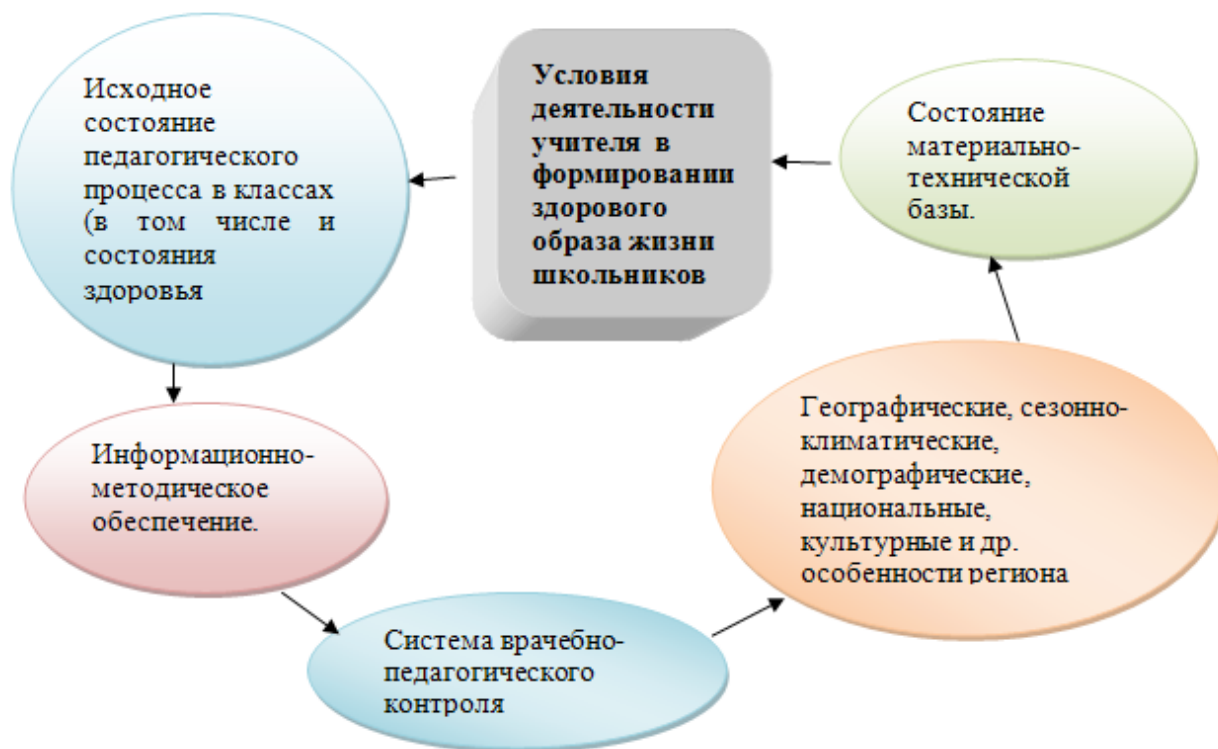 Условия
деятельности
учителя в
формировании
здорового
образа жизни
школьников
Исходное
состояние
педагогического
процесса в классах
(в том числе и
состояния
здоровья
Информационно-
методическое
обеспечение.
Система врачебно-
педагогического
контроля
Географические, сезонно-
климатические,
демографические,
национальные,
культурные и др.
особенности региона
Состояние
материально-
технической
базы.